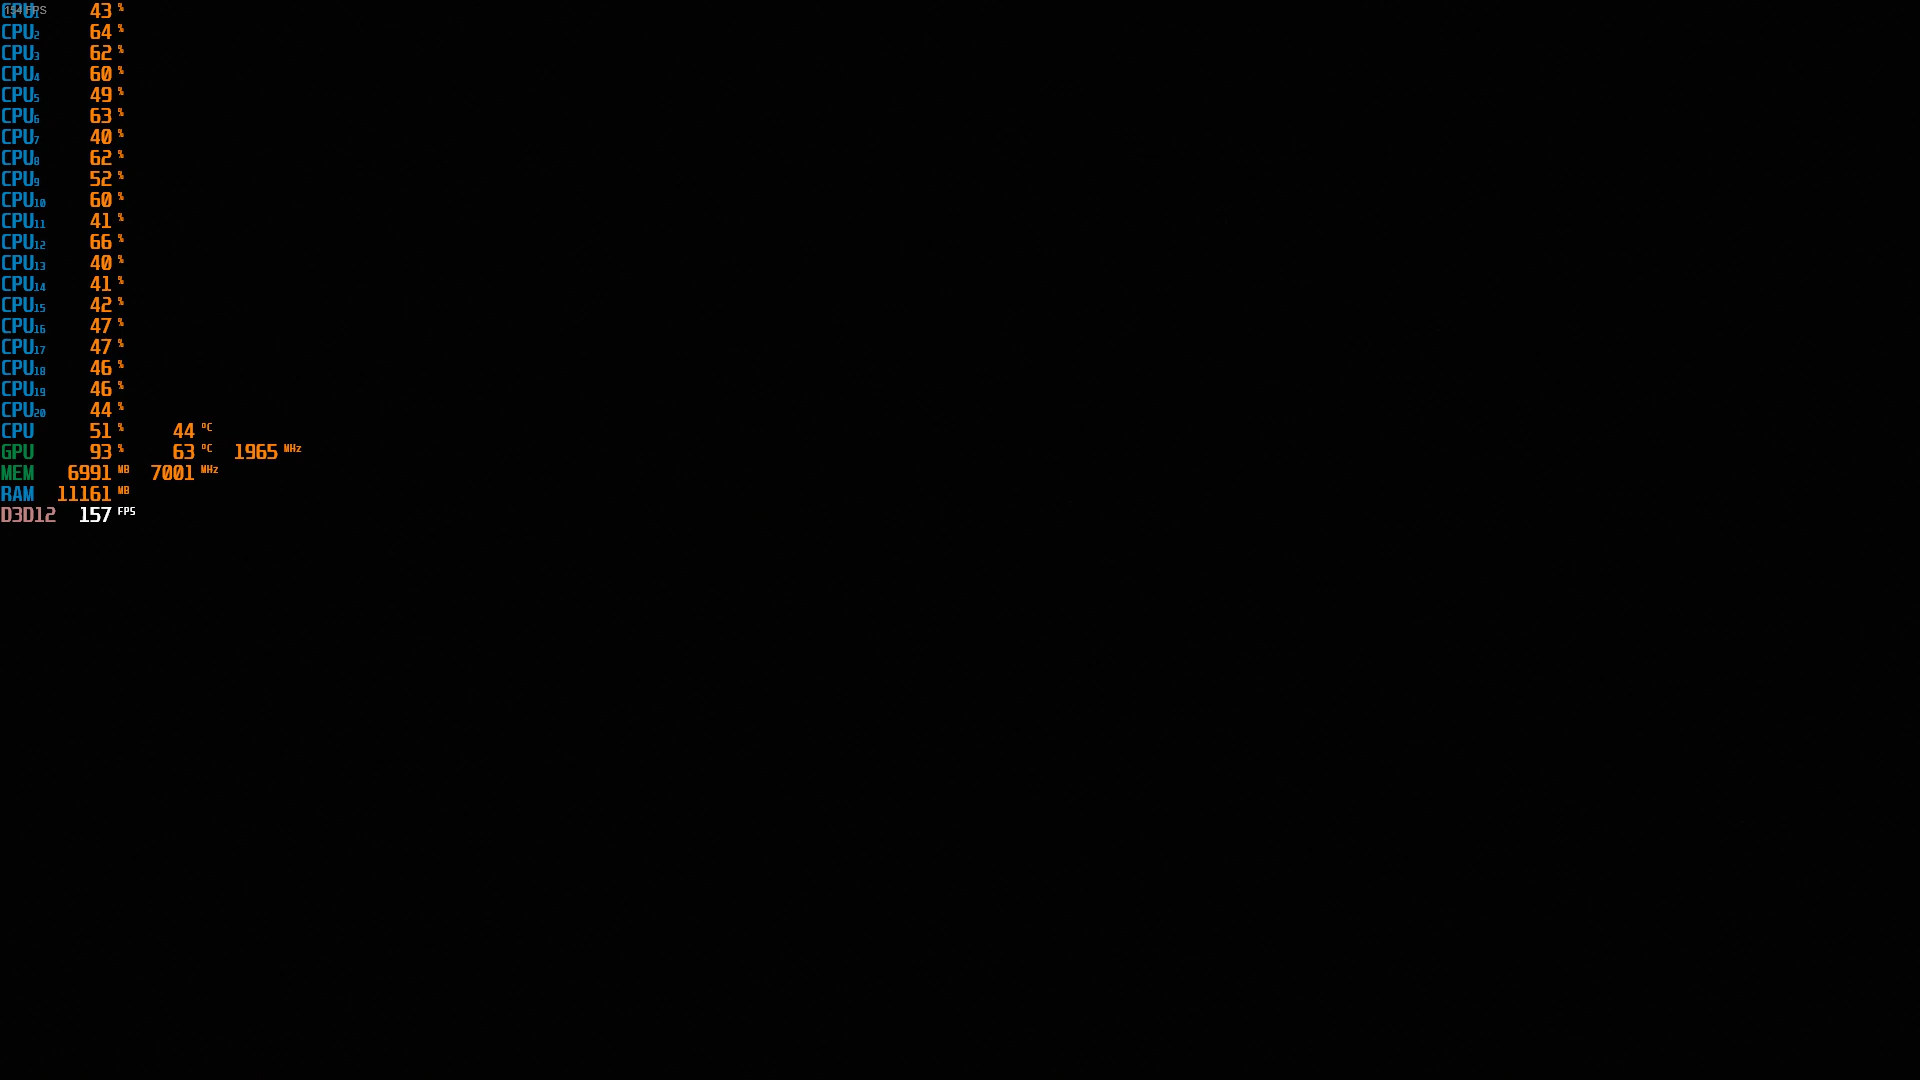 CPU1 43 %
CPU2 64 %
CPU3 62 %
CPU4 60 %
CPU5 49 %
CPU6 63 %
CPU7 40 %
CPU8 62 %
CPU9 52 %
CPU10 60 %
CPU11 41 %
CPU12 66 %
CPU13 40 %
CPU14 41 %
CPU15 42 %
CPU16 47 %
CPU17 47 %
CPU18 46 %
CPU19 46 %
CPU20 44 %
CPU 51 % 44 °C
GPU 93 % 63 °C 1965 MHz
MEM 6991 MB 7001 MHz
RAM 11161 MB
D3D12 157 FPS